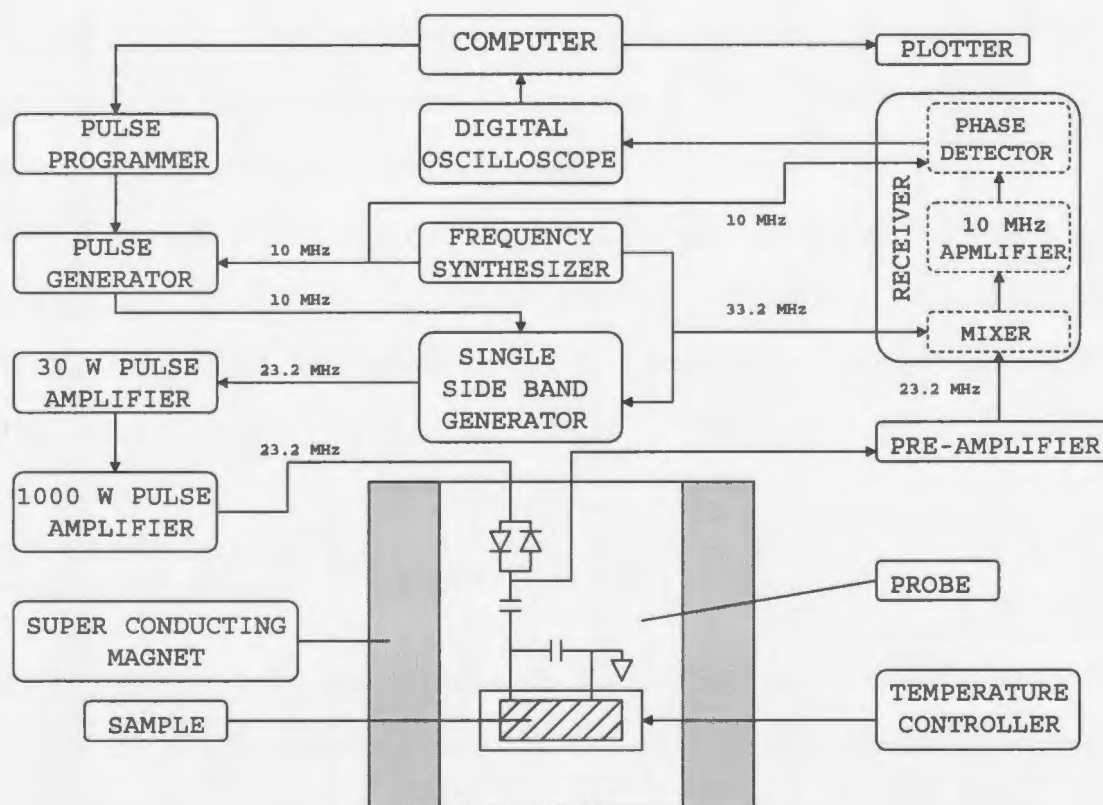 COMPUTER
PLOTTER
PULSE
PROGRAMMER
DIGITAL
OSCILLOSCOPE
PHASE
DETECTOR
RECEIVER
10 MHz
APMLIFIER
MIXER
10 MHz
PULSE
GENERATOR
10 MHz
FREQUENCY
SYNTHESIZER
10 MHz
33.2 MHz
30 W PULSE
AMPLIFIER
23.2 MHz
SINGLE
SIDE BAND
GENERATOR
23.2 MHz
PRE-AMPLIFIER
23.2 MHz
1000 W PULSE
AMPLIFIER
PROBE
SUPER CONDUCTING
MAGNET
SAMPLE
TEMPERATURE
CONTROLLER